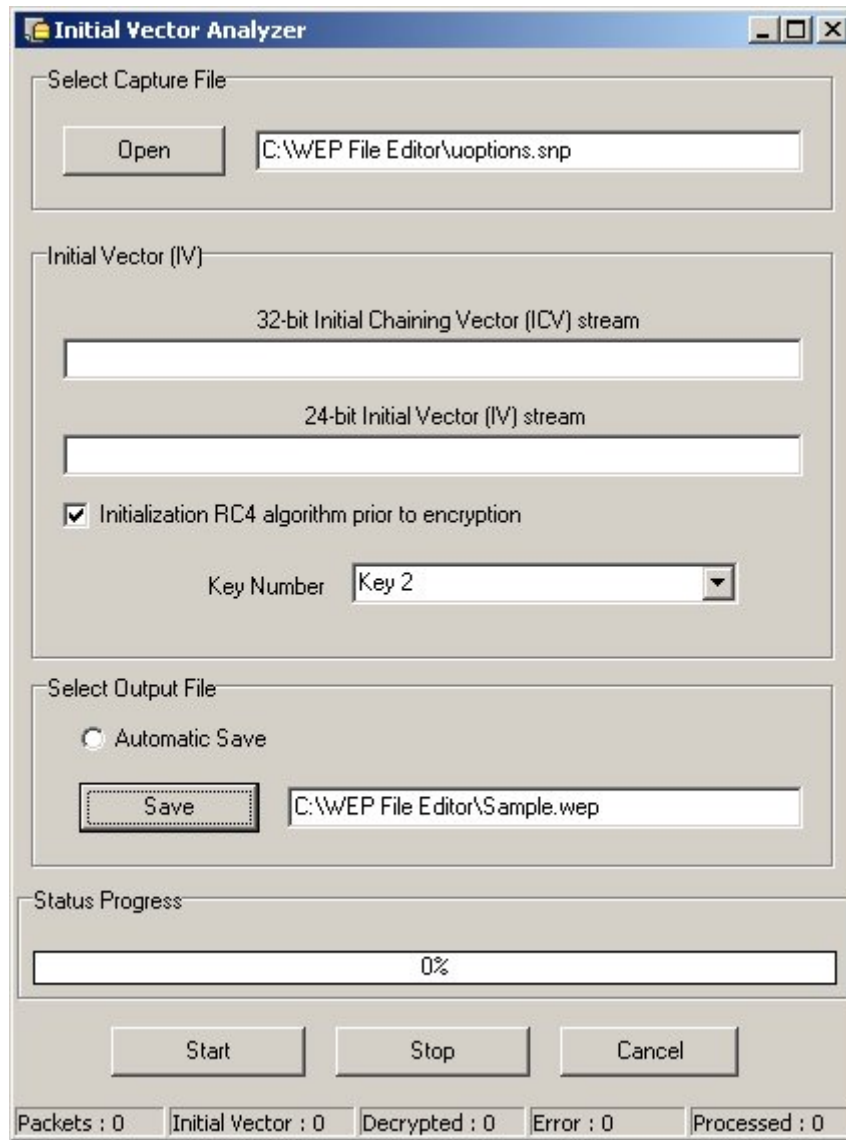 Initial Vector Analyzer
Select Capture File
Open
C:\WEP File Editor\uoptions.snp
Initial Vector (IV)
32-bit Initial Chaining Vector (ICV) stream
24-bit Initial Vector (IV) stream
Initialization RC4 algorithm prior to encryption
Key Number
Key 2
Select Output File
Automatic Save
Save
C:\WEP File Editor\Sample.wep
Status Progress
0%
Start
Stop
Cancel
Packets : 0
Initial Vector : 0
Decrypted : 0
Error : 0
Processed : 0